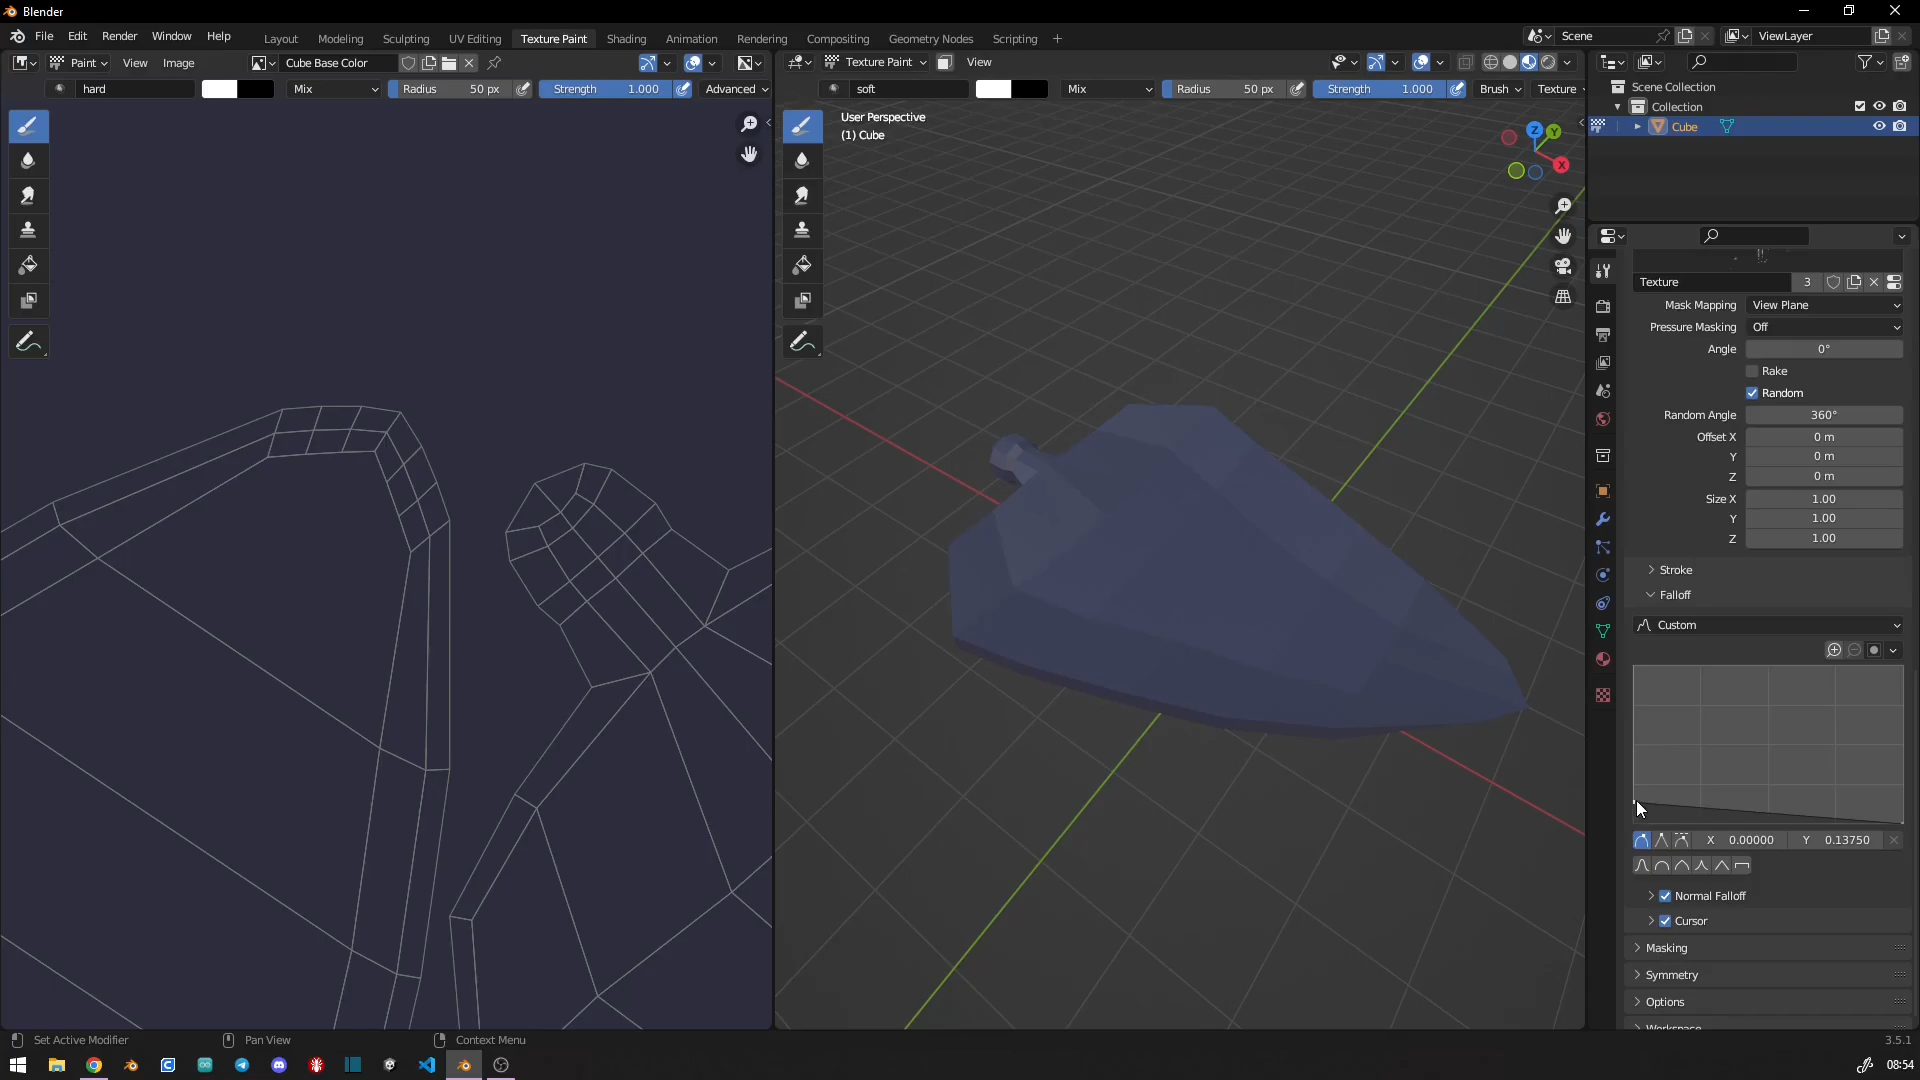 Blender
File Edit Render Window Help
Layout Modeling Sculpting UV Editing Texture Paint Shading Animation Rendering Compositing Geometry Nodes Scripting +
Scene
ViewLayer
Paint View Image
Cube Base Color
Texture Paint View
hard
Mix
Radius 50 px
Strength 1.000
Advanced
soft
Mix
Radius 50 px
Strength 1.000
Brush
Texture
User Perspective
(1) Cube
Z
Y
X
Scene Collection
Collection
Cube
Texture 3
Mask Mapping View Plane
Pressure Masking Off
Angle 0°
Rake
Random
Random Angle 360°
Offset X 0 m
Y 0 m
Z 0 m
Size X 1.00
Y 1.00
Z 1.00
Stroke
Falloff
Custom
X 0.00000 Y 0.13750
Normal Falloff
Cursor
Masking
Symmetry
Options
Workspace
Set Active Modifier
Pan View
Context Menu
3.5.1
08:54